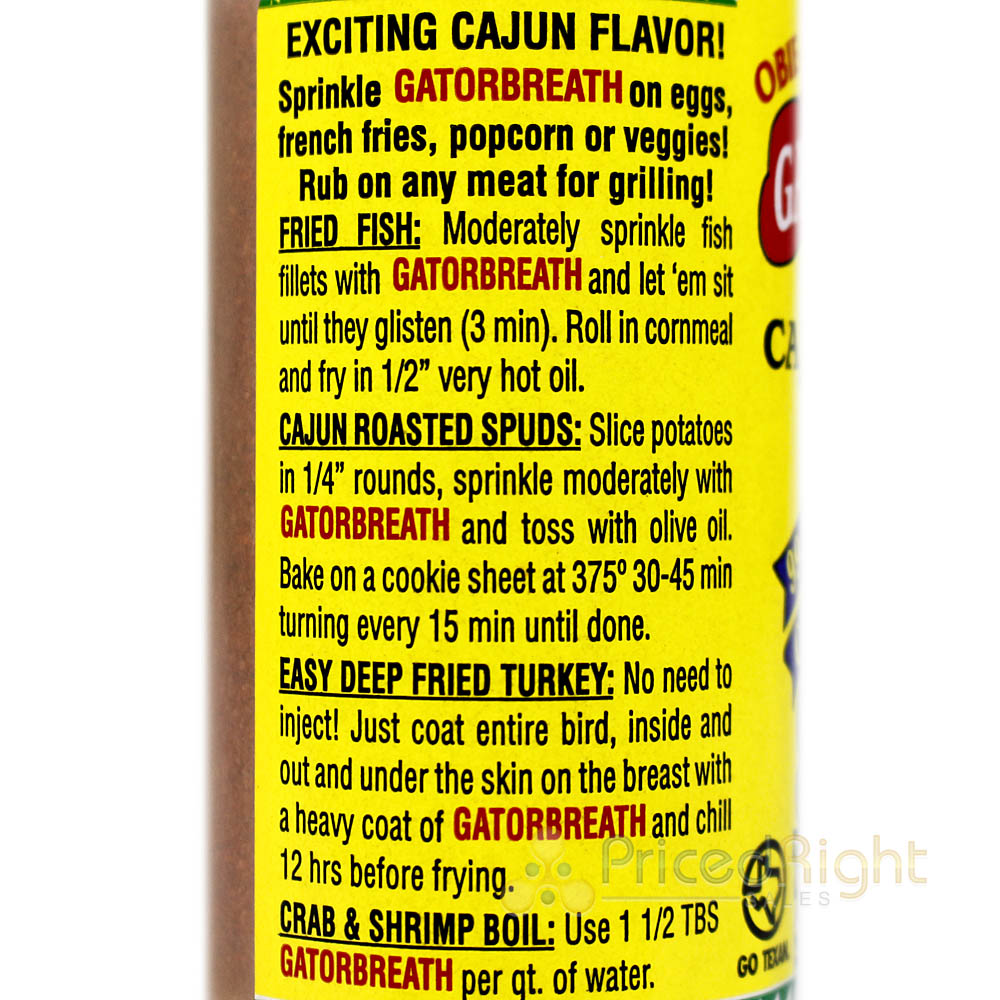 EXCITING CAJUN FLAVOR!
Sprinkle GATORBREATH on eggs,
french fries, popcorn or veggies!
Rub on any meat for grilling!
FRIED FISH: Moderately sprinkle fish
fillets with GATORBREATH and let ‘em sit
until they glisten (3 min). Roll in cornmeal
and fry in 1/2” very hot oil.
CAJUN ROASTED SPUDS: Slice potatoes
in 1/4” rounds, sprinkle moderately with
GATORBREATH and toss with olive oil.
Bake on a cookie sheet at 375º 30-45 min
turning every 15 min until done.
EASY DEEP FRIED TURKEY: No need to
inject! Just coat entire bird, inside and
out and under the skin on the breast with
a heavy coat of GATORBREATH and chill
12 hrs before frying.
CRAB & SHRIMP BOIL: Use 1 1/2 TBS
GATORBREATH per qt. of water.
GO TEXAN.
PricedRight
SALES